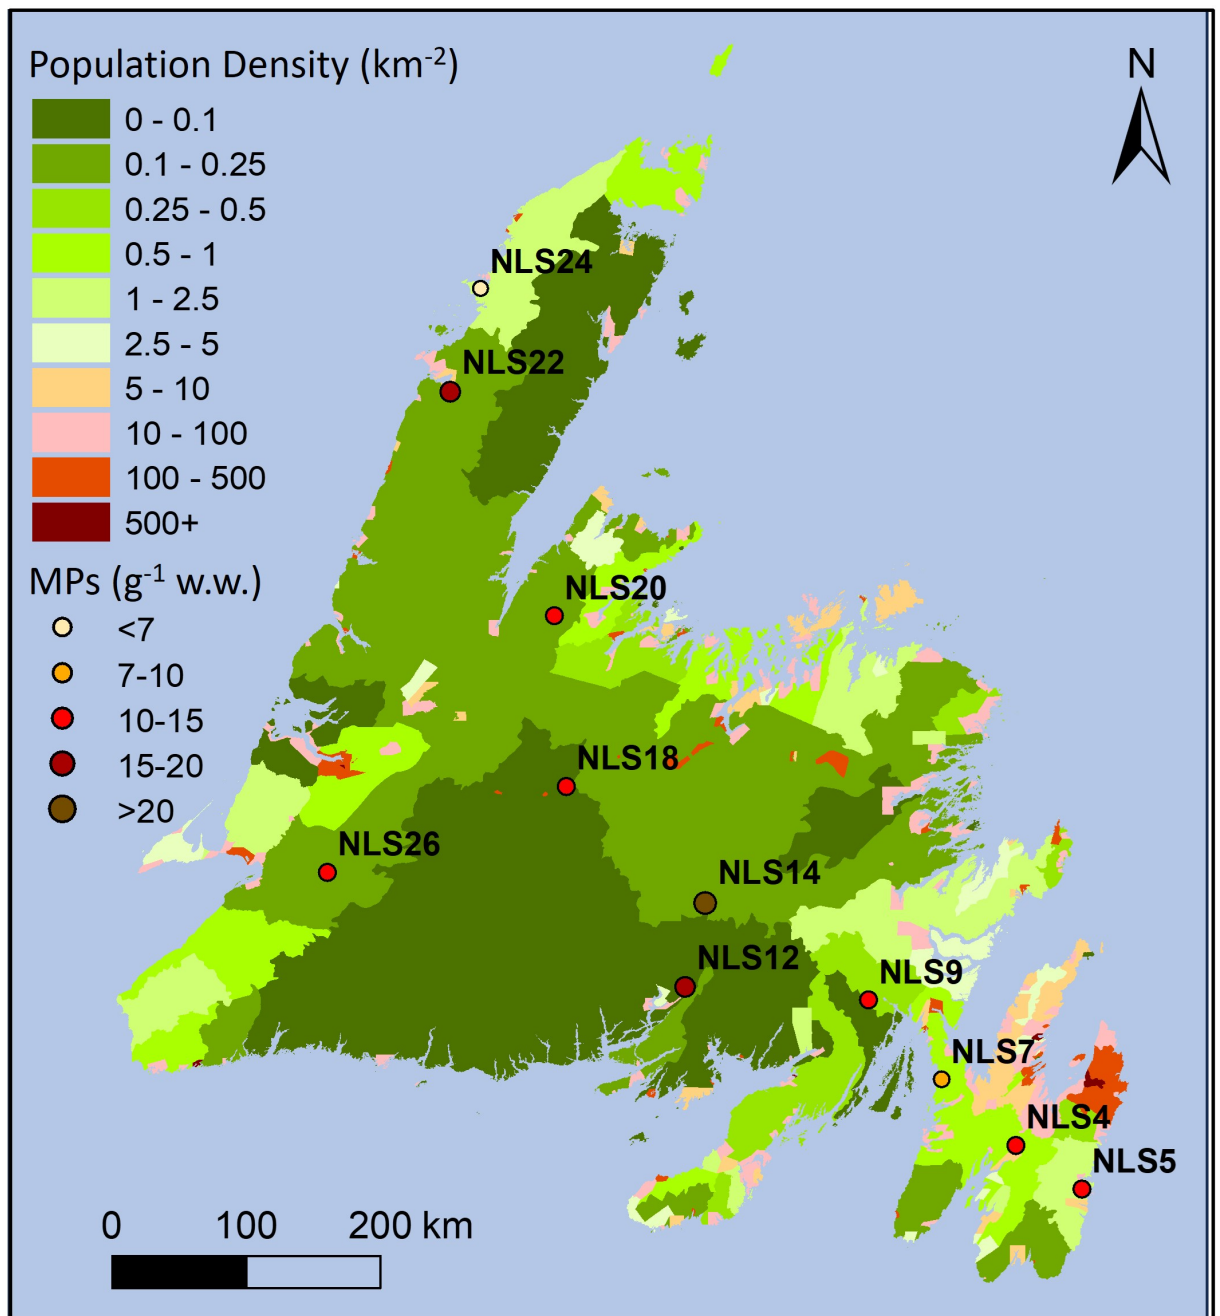 Population Density (km⁻²)
0 - 0.1
0.1 - 0.25
0.25 - 0.5
0.5 - 1
1 - 2.5
2.5 - 5
5 - 10
10 - 100
100 - 500
500+
MPs (g⁻¹ w.w.)
<7
7-10
10-15
15-20
>20
N
NLS24
NLS22
NLS20
NLS18
NLS26
NLS14
NLS12
NLS9
NLS7
NLS4
NLS5
0 100 200 km